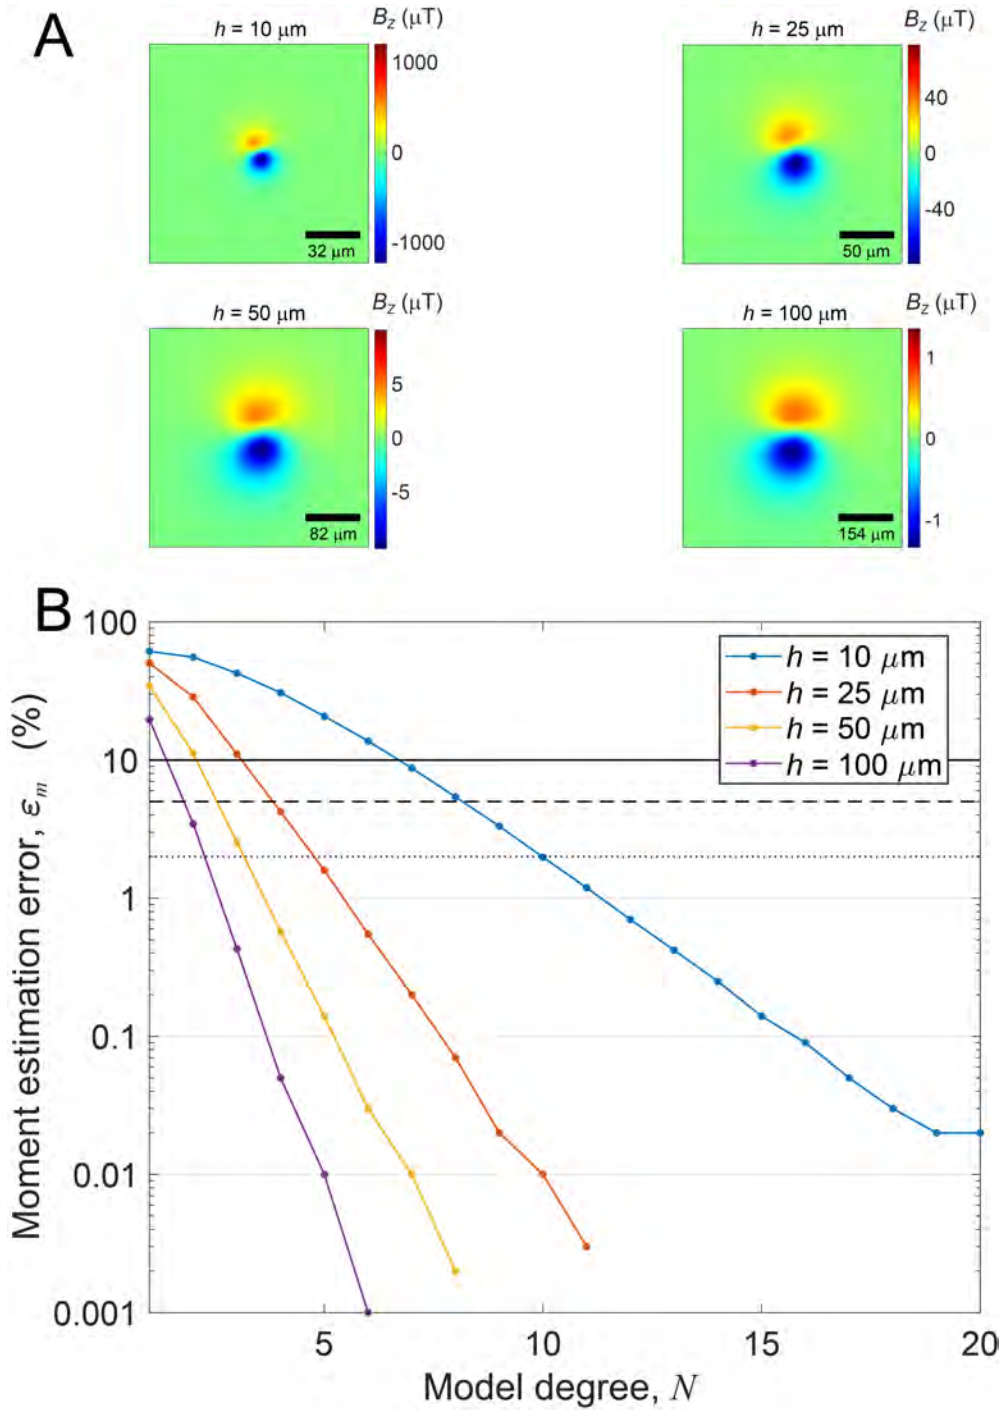 A
h = 10 μm
B_Z (μT)
1000
0
-1000
32 μm
h = 25 μm
B_Z (μT)
40
0
-40
50 μm
h = 50 μm
B_Z (μT)
5
0
-5
82 μm
h = 100 μm
B_Z (μT)
1
0
-1
154 μm
B
Moment estimation error, ε_m (%)
100
10
1
0.1
0.01
0.001
h = 10 μm
h = 25 μm
h = 50 μm
h = 100 μm
5
10
15
20
Model degree, N